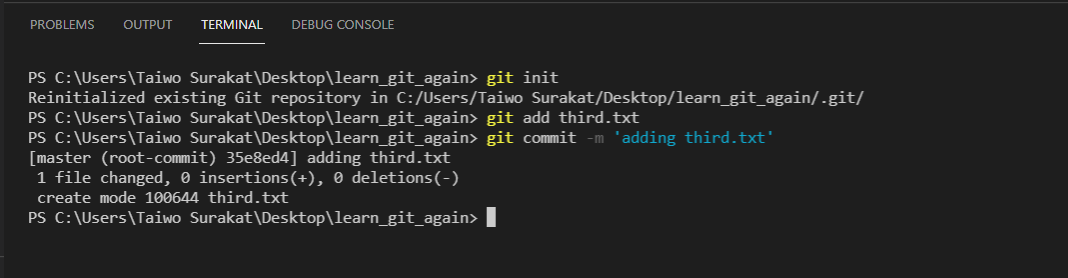 PROBLEMS OUTPUT TERMINAL DEBUG CONSOLE
PS C:\Users\Taiwo Surakat\Desktop\learn_git_again> git init
Reinitialized existing Git repository in C:/Users/Taiwo Surakat/Desktop/learn_git_again/.git/
PS C:\Users\Taiwo Surakat\Desktop\learn_git_again> git add third.txt
PS C:\Users\Taiwo Surakat\Desktop\learn_git_again> git commit -m 'adding third.txt'
[master (root-commit) 35e8ed4] adding third.txt
 1 file changed, 0 insertions(+), 0 deletions(-)
 create mode 100644 third.txt
PS C:\Users\Taiwo Surakat\Desktop\learn_git_again>